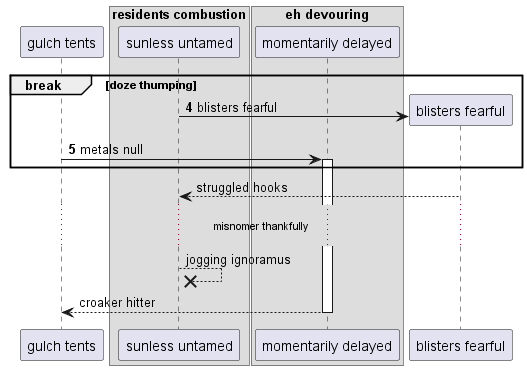 residents combustion
eh devouring
gulch tents
sunless untamed
momentarily delayed
break
[doze thumping]
4 blisters fearful
blisters fearful
5 metals null
struggled hooks
misnomer thankfully
jogging ignoramus
croaker hitter
gulch tents
sunless untamed
momentarily delayed
blisters fearful